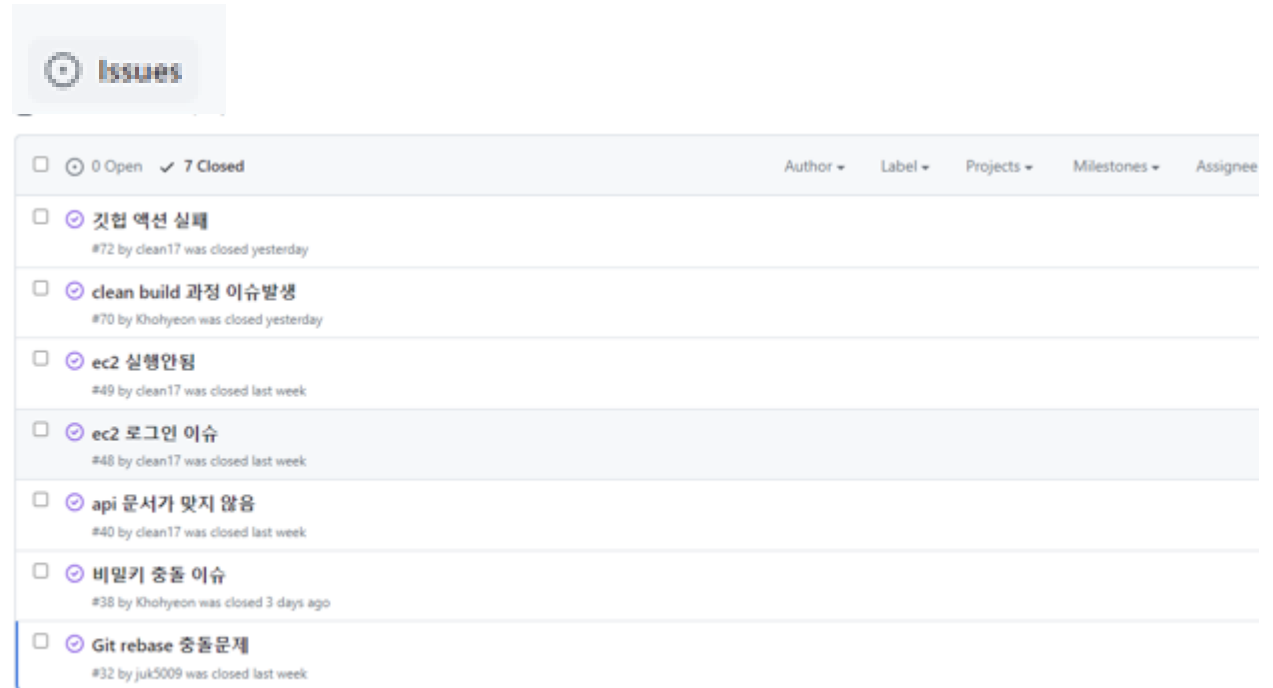 Issues
0 Open 7 Closed Author Label Projects Milestones Assignee
깃헙 액션 실패
#72 by clean17 was closed yesterday
clean build 과정 이슈발생
#70 by Khohyeon was closed yesterday
ec2 실행안됨
#49 by clean17 was closed last week
ec2 로그인 이슈
#48 by clean17 was closed last week
api 문서가 맞지 않음
#40 by clean17 was closed last week
비밀키 충돌 이슈
#38 by Khohyeon was closed 3 days ago
Git rebase 충돌문제
#32 by juk5009 was closed last week